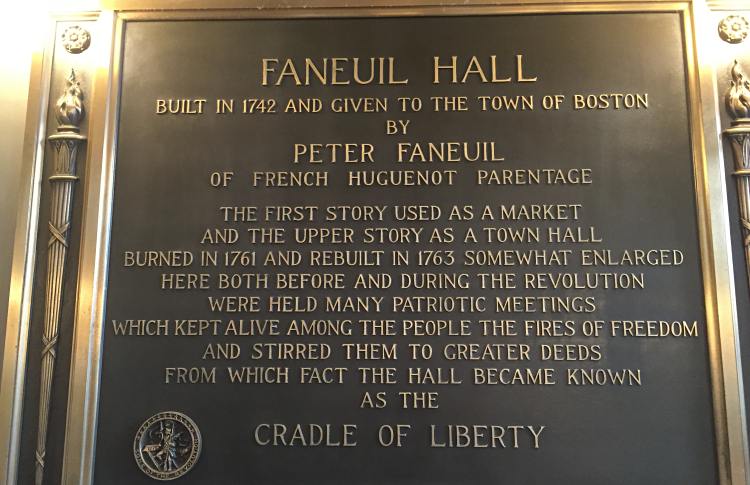 FANEUIL HALL
BUILT IN 1742 AND GIVEN TO THE TOWN OF BOSTON
BY
PETER FANEUIL
OF FRENCH HUGUENOT PARENTAGE
THE FIRST STORY USED AS A MARKET
AND THE UPPER STORY AS A TOWN HALL
BURNED IN 1761 AND REBUILT IN 1763 SOMEWHAT ENLARGED
HERE BOTH BEFORE AND DURING THE REVOLUTION
WERE HELD MANY PATRIOTIC MEETINGS
WHICH KEPT ALIVE AMONG THE PEOPLE THE FIRES OF FREEDOM
AND STIRRED THEM TO GREATER DEEDS
FROM WHICH FACT THE HALL BECAME KNOWN
AS THE
CRADLE OF LIBERTY